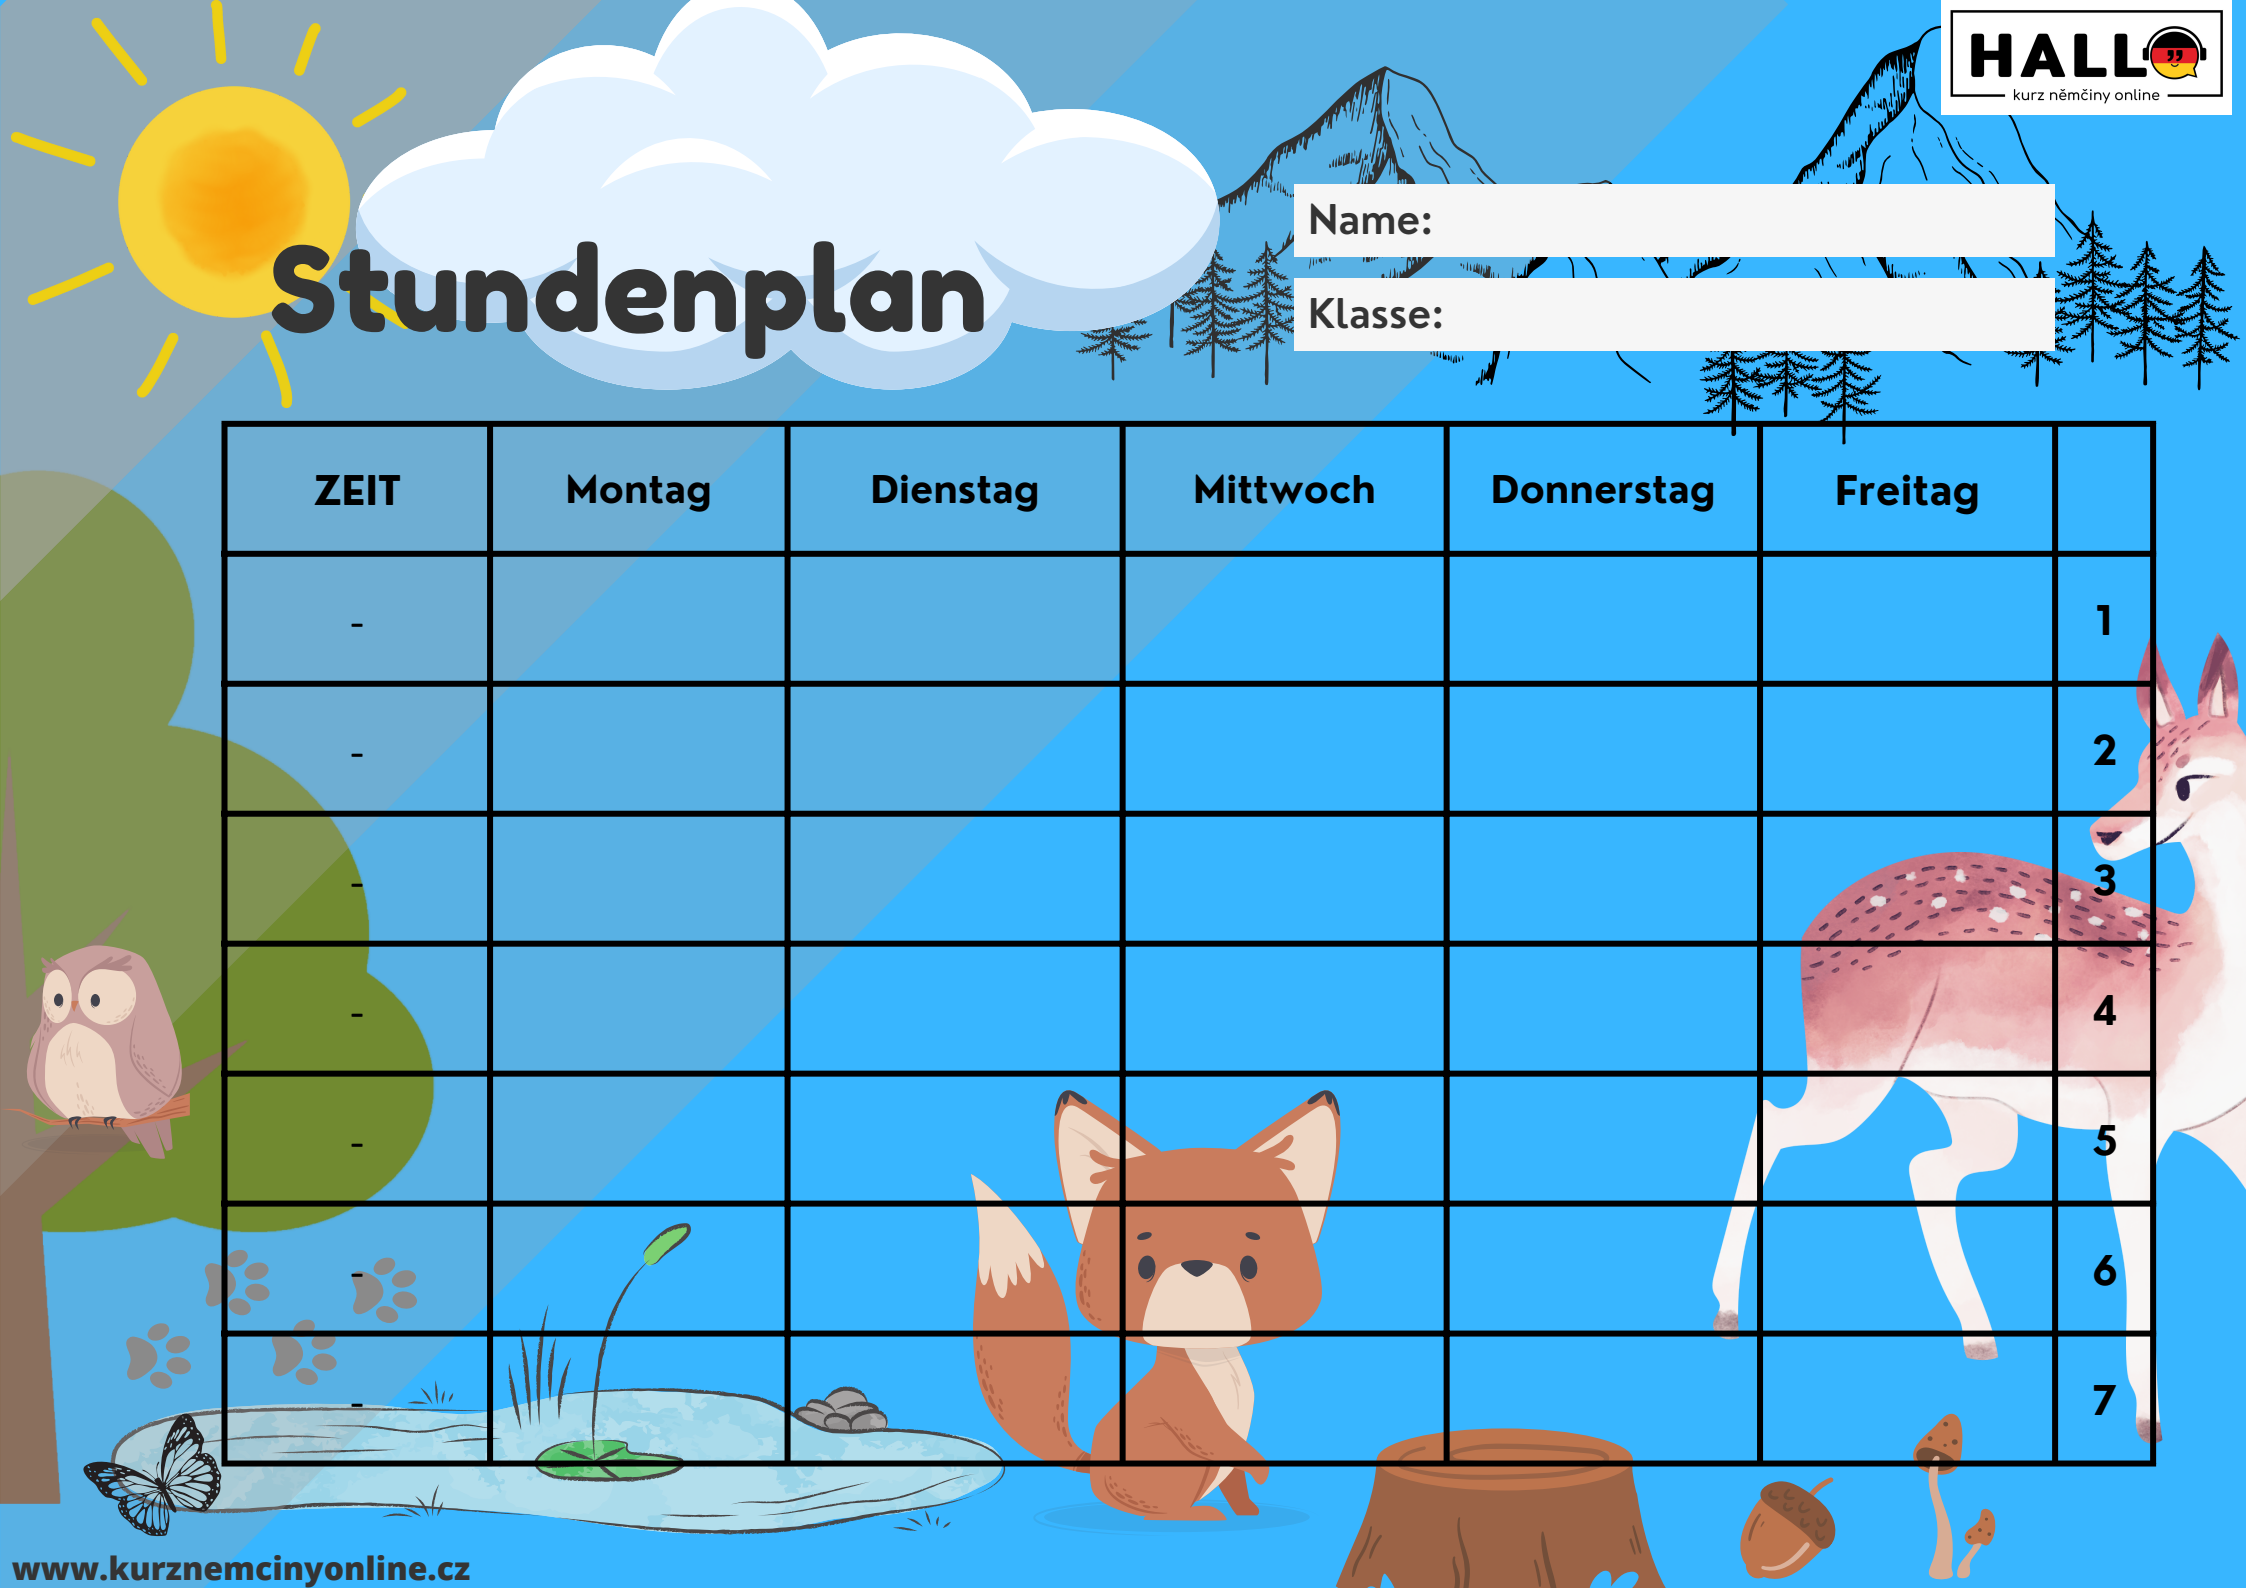 HALLO
kurz němčiny online
Name:
Stundenplan
Klasse:
ZEIT Montag Dienstag Mittwoch Donnerstag Freitag
- 1
- 2
- 3
- 4
- 5
- 6
- 7
www.kurznemcinyonline.cz